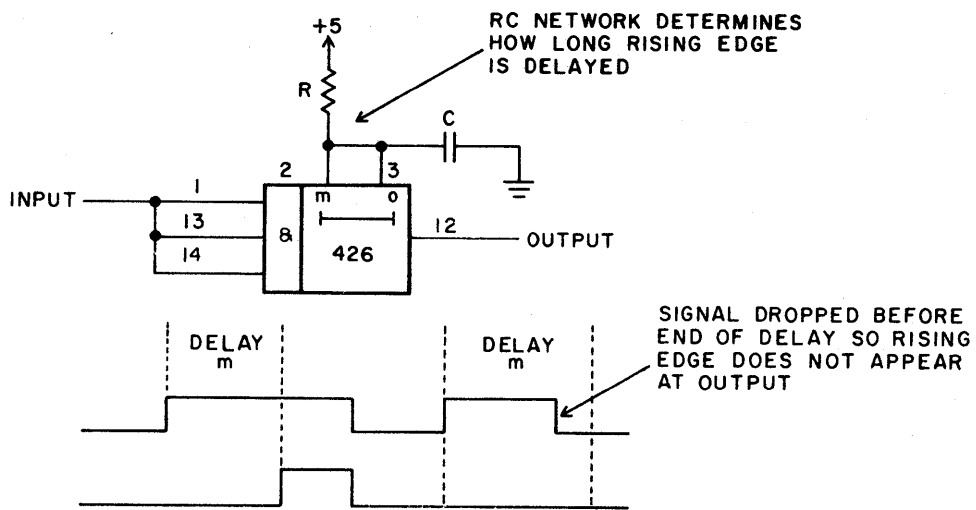 RC NETWORK DETERMINES
HOW LONG RISING EDGE
IS DELAYED
+5
R
C
2
3
INPUT
1
m
o
13
&
12
OUTPUT
14
426
SIGNAL DROPPED BEFORE
END OF DELAY SO RISING
EDGE DOES NOT APPEAR
AT OUTPUT
DELAY
m
DELAY
m